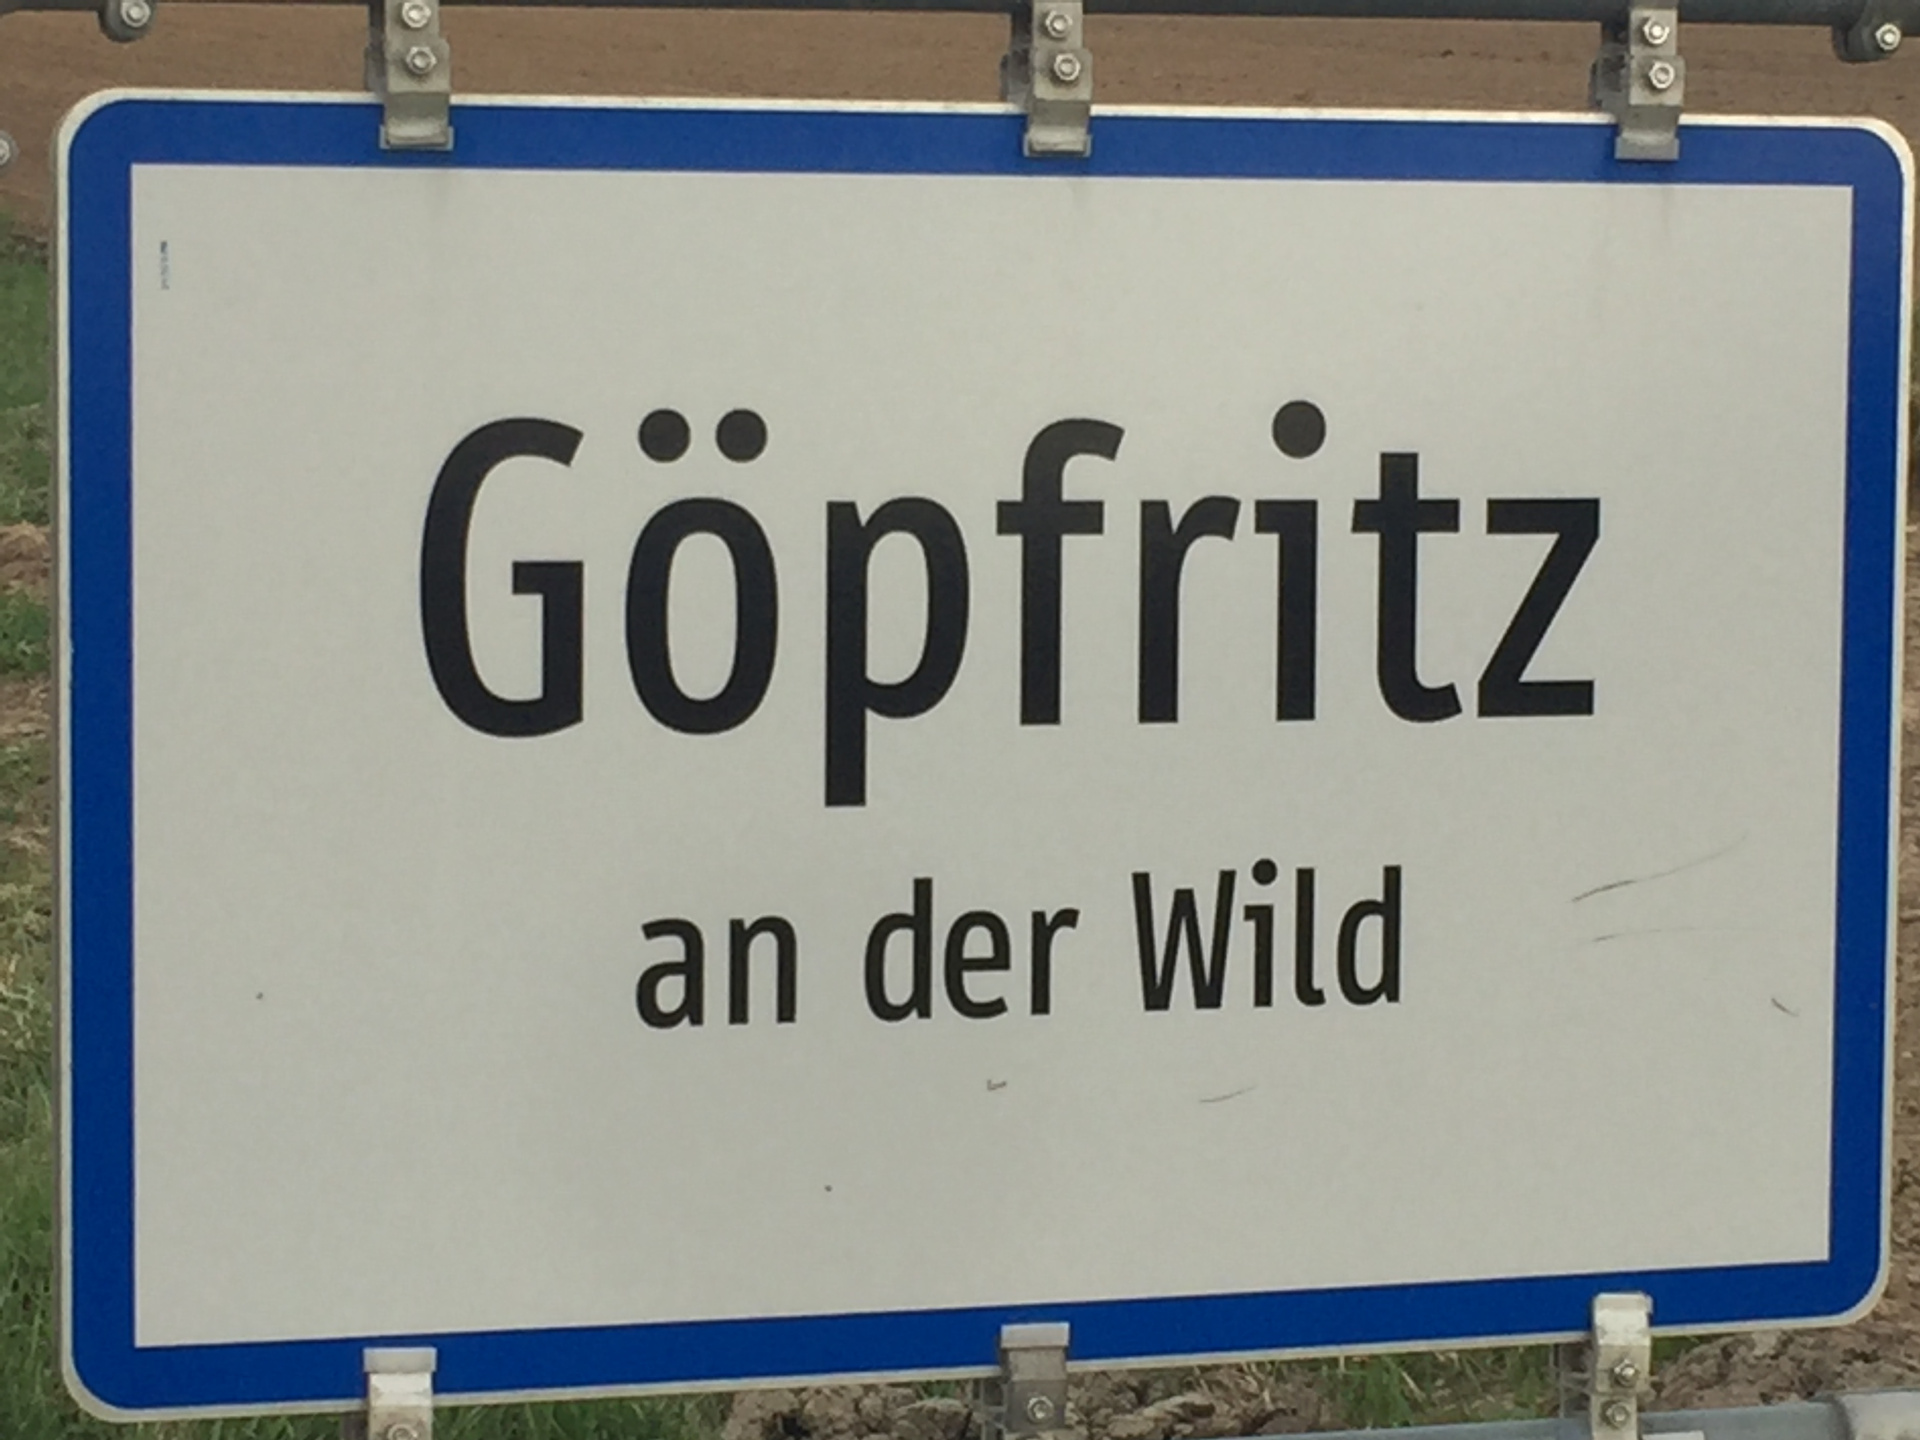 Göpfritz
an der Wild